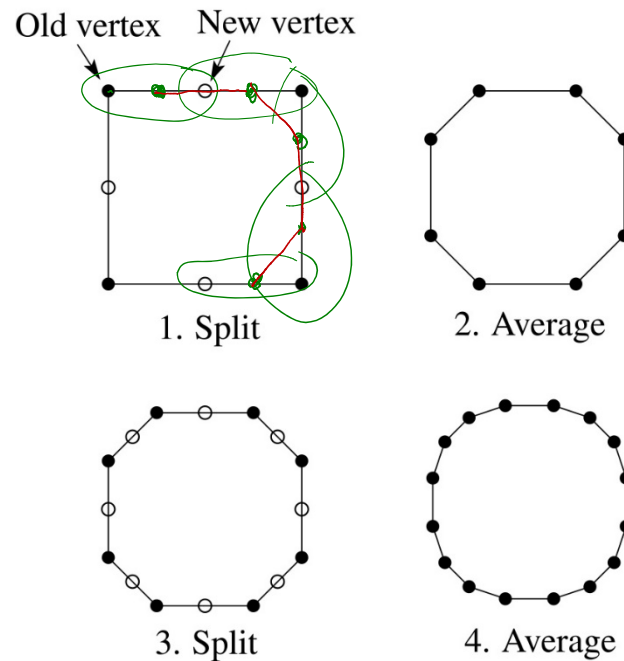 Old vertex
New vertex
1. Split
2. Average
3. Split
4. Average